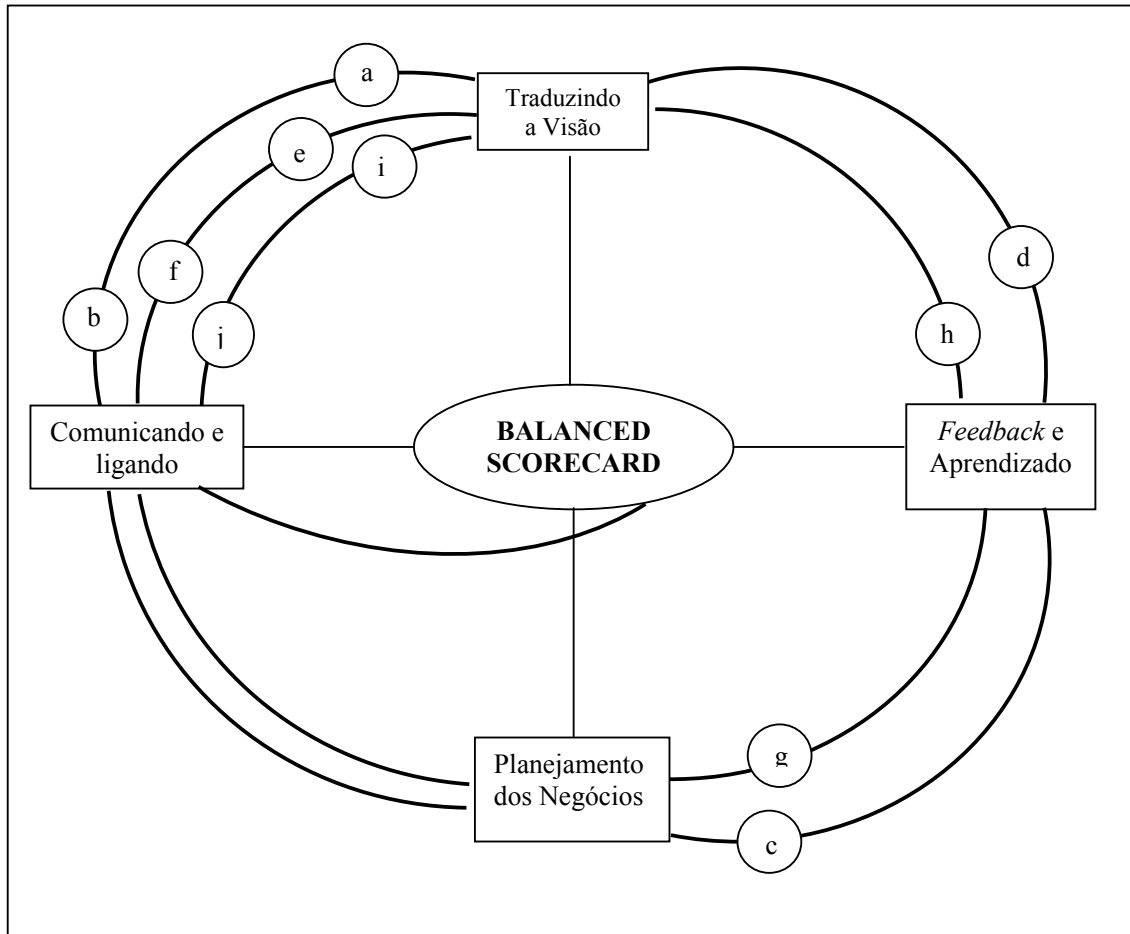 a
Traduzindo
a Visão
e
i
d
f
b
j
h
Comunicando e
ligando
BALANCED
SCORECARD
Feedback e
Aprendizado
Planejamento
dos Negócios
g
c